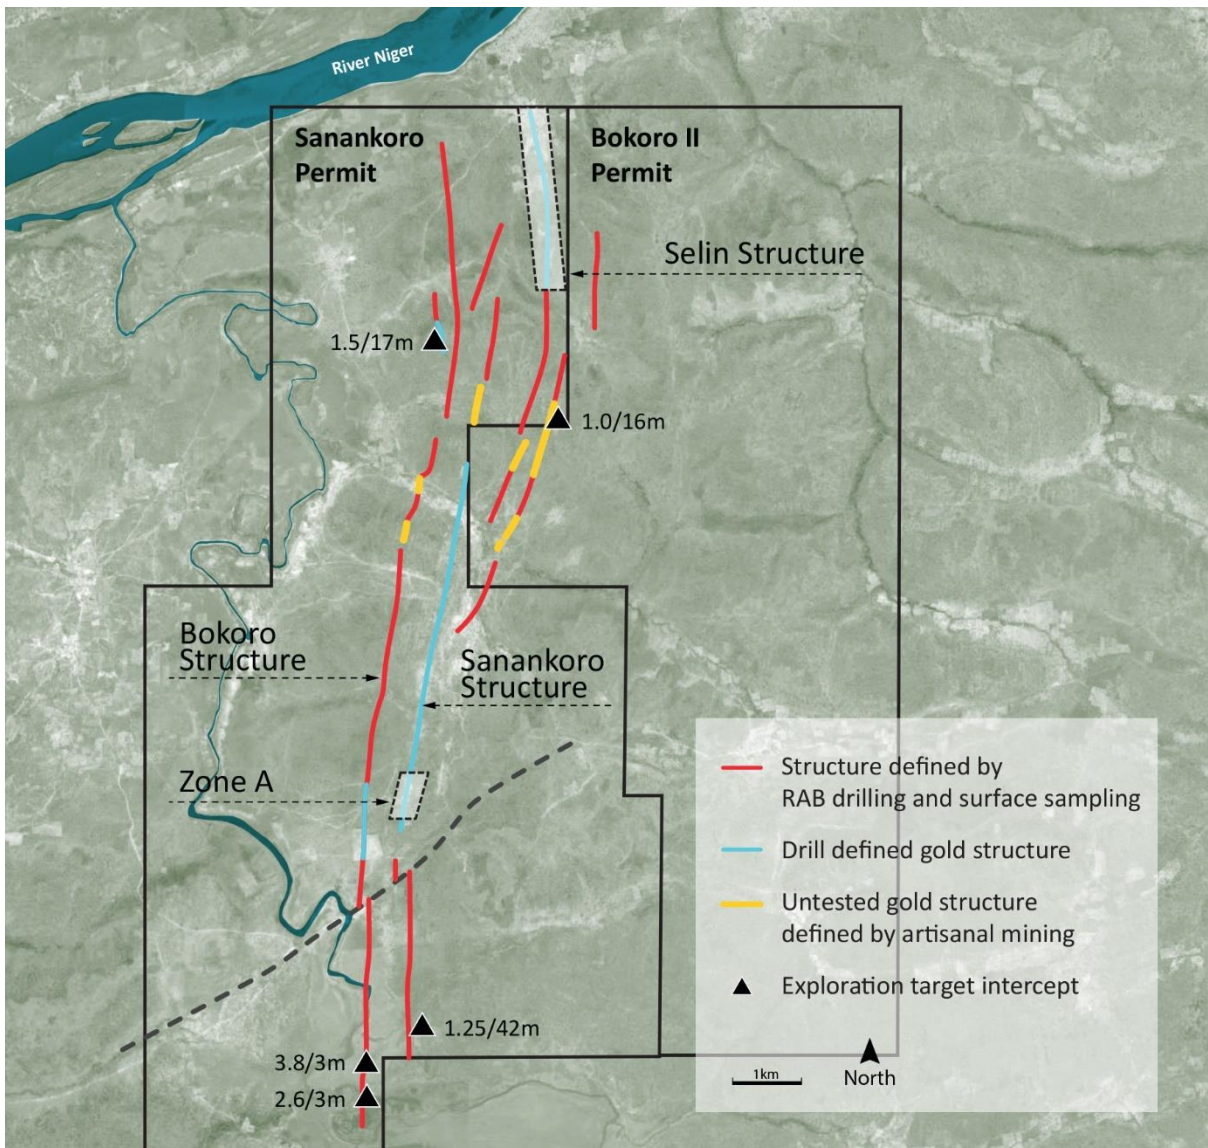 River Niger
Sanankoro
Permit
Bokoro II
Permit
Selin Structure
1.5/17m
1.0/16m
Bokoro
Structure
Sanankoro
Structure
Zone A
Structure defined by
RAB drilling and surface sampling
Drill defined gold structure
Untested gold structure
defined by artisanal mining
Exploration target intercept
1.25/42m
3.8/3m
2.6/3m
1km
North